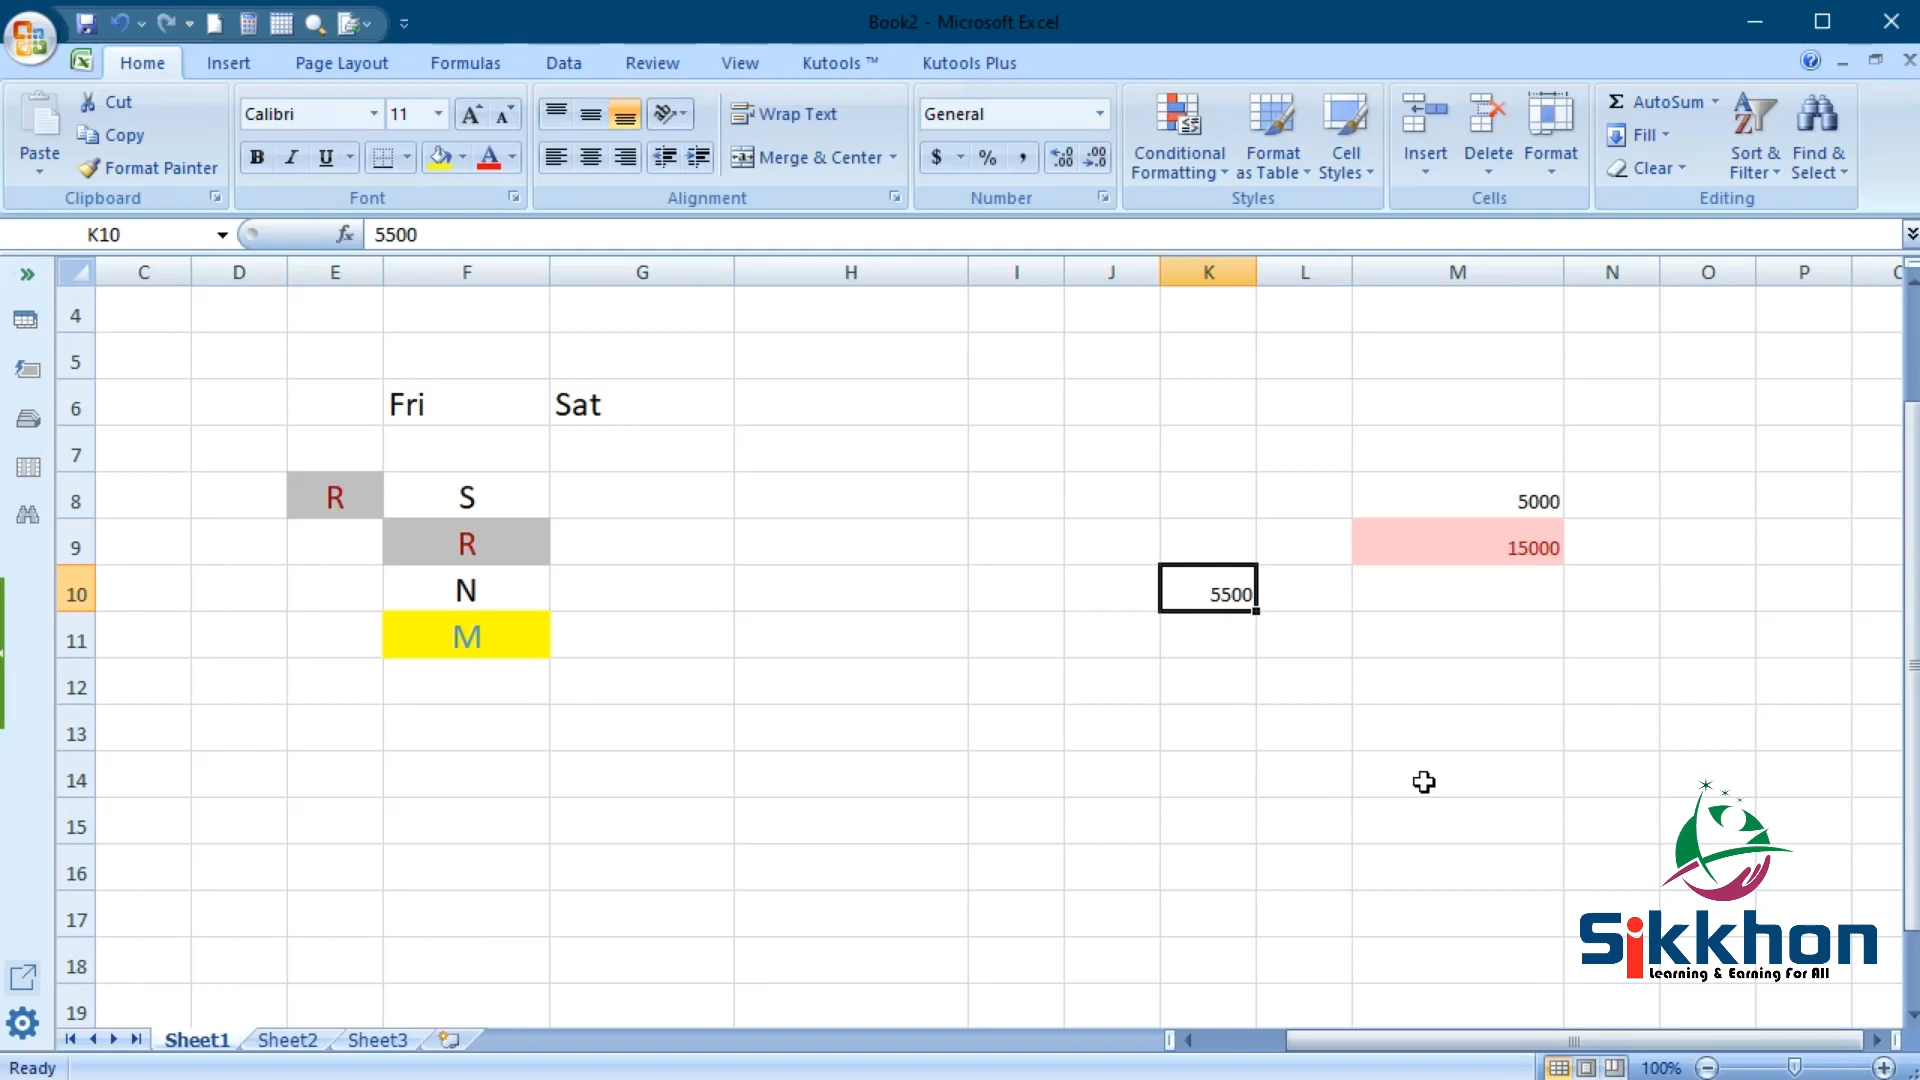 Book2 - Microsoft Excel
Home Insert Page Layout Formulas Data Review View Kutools ™ Kutools Plus
Paste
Cut
Copy
Format Painter
Clipboard
Calibri 11
B I U A
Font
Wrap Text
Merge & Center
Alignment
General
$ % ,
Number
Conditional Formatting
Format as Table
Cell Styles
Styles
Insert Delete Format
Cells
Σ AutoSum
Fill
Clear
Sort & Filter
Find & Select
Editing
K10 fx 5500
C D E F G H I J K L M N O P
4
5
6 Fri Sat
7
8 R S 5000
9 R 15000
10 N 5500
11 M
12
13
14
15
16
17
18
19
Sikkhon
Learning & Earning For All
Sheet1 Sheet2 Sheet3
Ready 100%